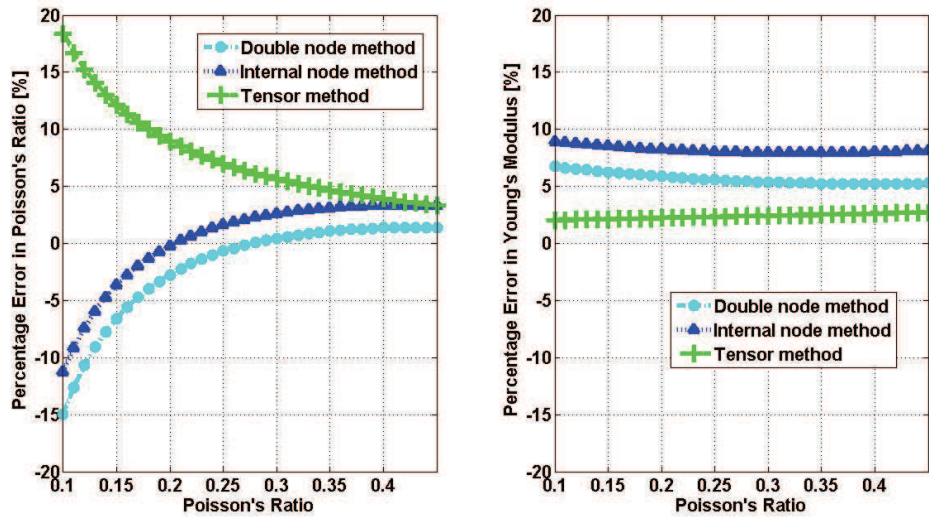 Percentage Error in Poisson's Ratio [%]
20
15
10
5
0
-5
-10
-15
-20
Double node method
Internal node method
Tensor method
0.1 0.15 0.2 0.25 0.3 0.35 0.4
Poisson's Ratio
Percentage Error in Young's Modulus [%]
20
15
10
5
0
-5
-10
-15
-20
Double node method
Internal node method
Tensor method
0.1 0.15 0.2 0.25 0.3 0.35 0.4
Poisson's Ratio